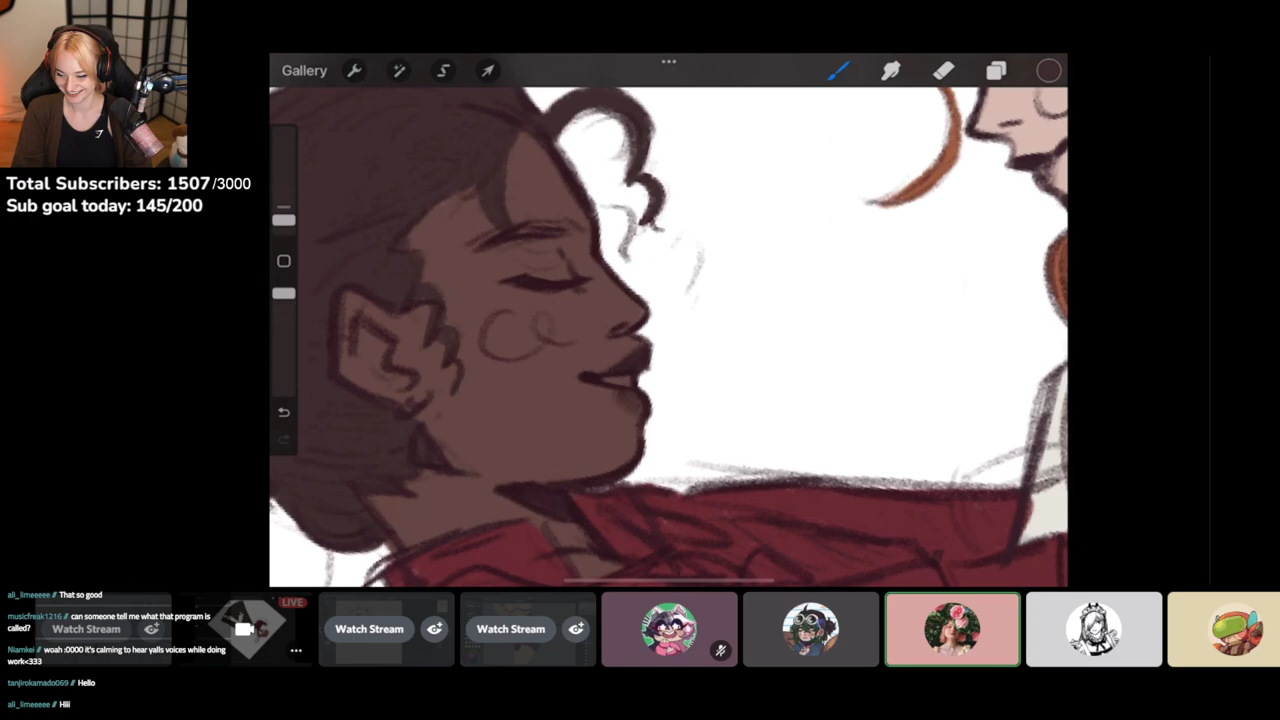 Gallery
Total Subscribers: 1507/3000
Sub goal today: 145/200
ali_limeeeee // That so good
musicfreak1216 // can someone tell me what that program is
called?
Niamkei // woah :0000 it's calming to hear yalls voices while doing
work<333
tanjirokamado069 // Hello
ali_limeeeee // Hiii
Watch Stream
LIVE
Watch Stream
Watch Stream